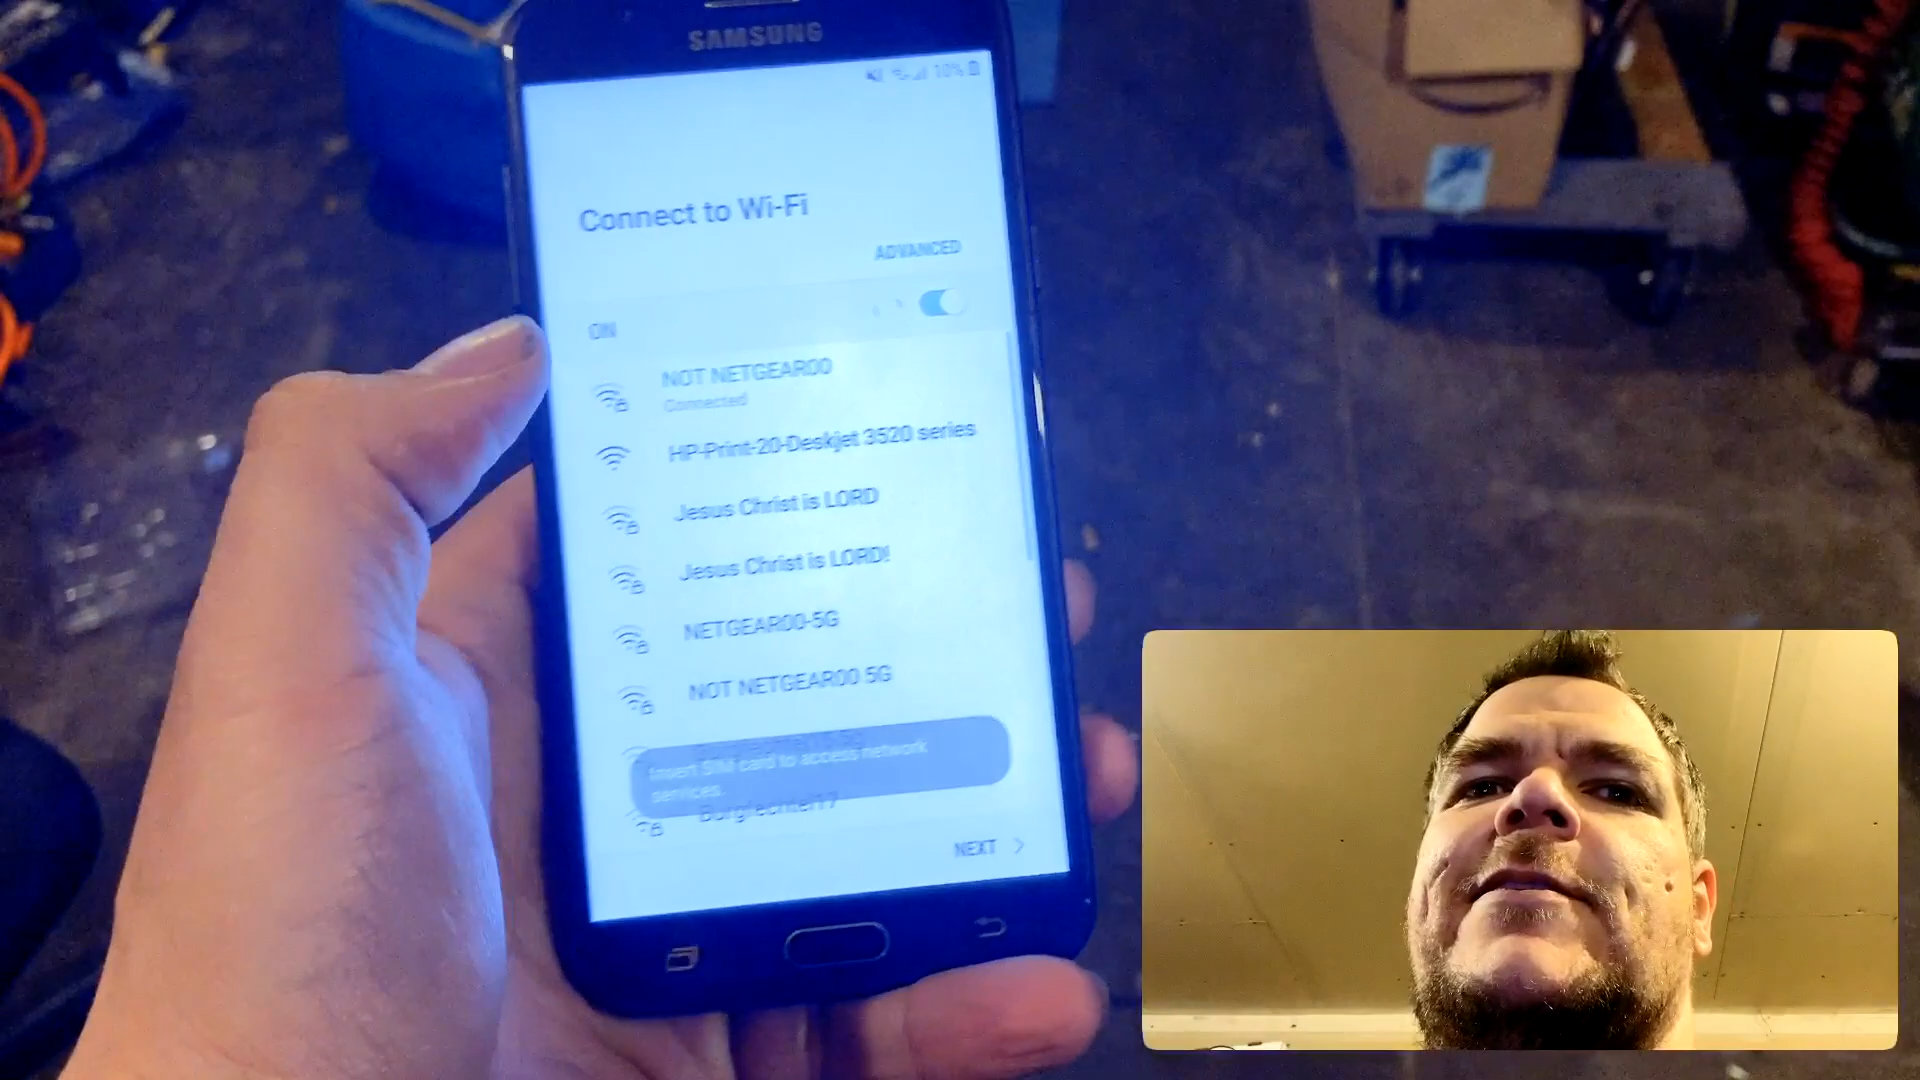 SAMSUNG
10%
Connect to Wi-Fi
ADVANCED
ON
NOT NETGEAR00
Connected
HP-Print-20-Deskjet 3520 series
Jesus Christ is LORD
Jesus Christ is LORD!
NETGEAR00-5G
NOT NETGEAR00 5G
Insert SIM card to access network
services.
NEXT